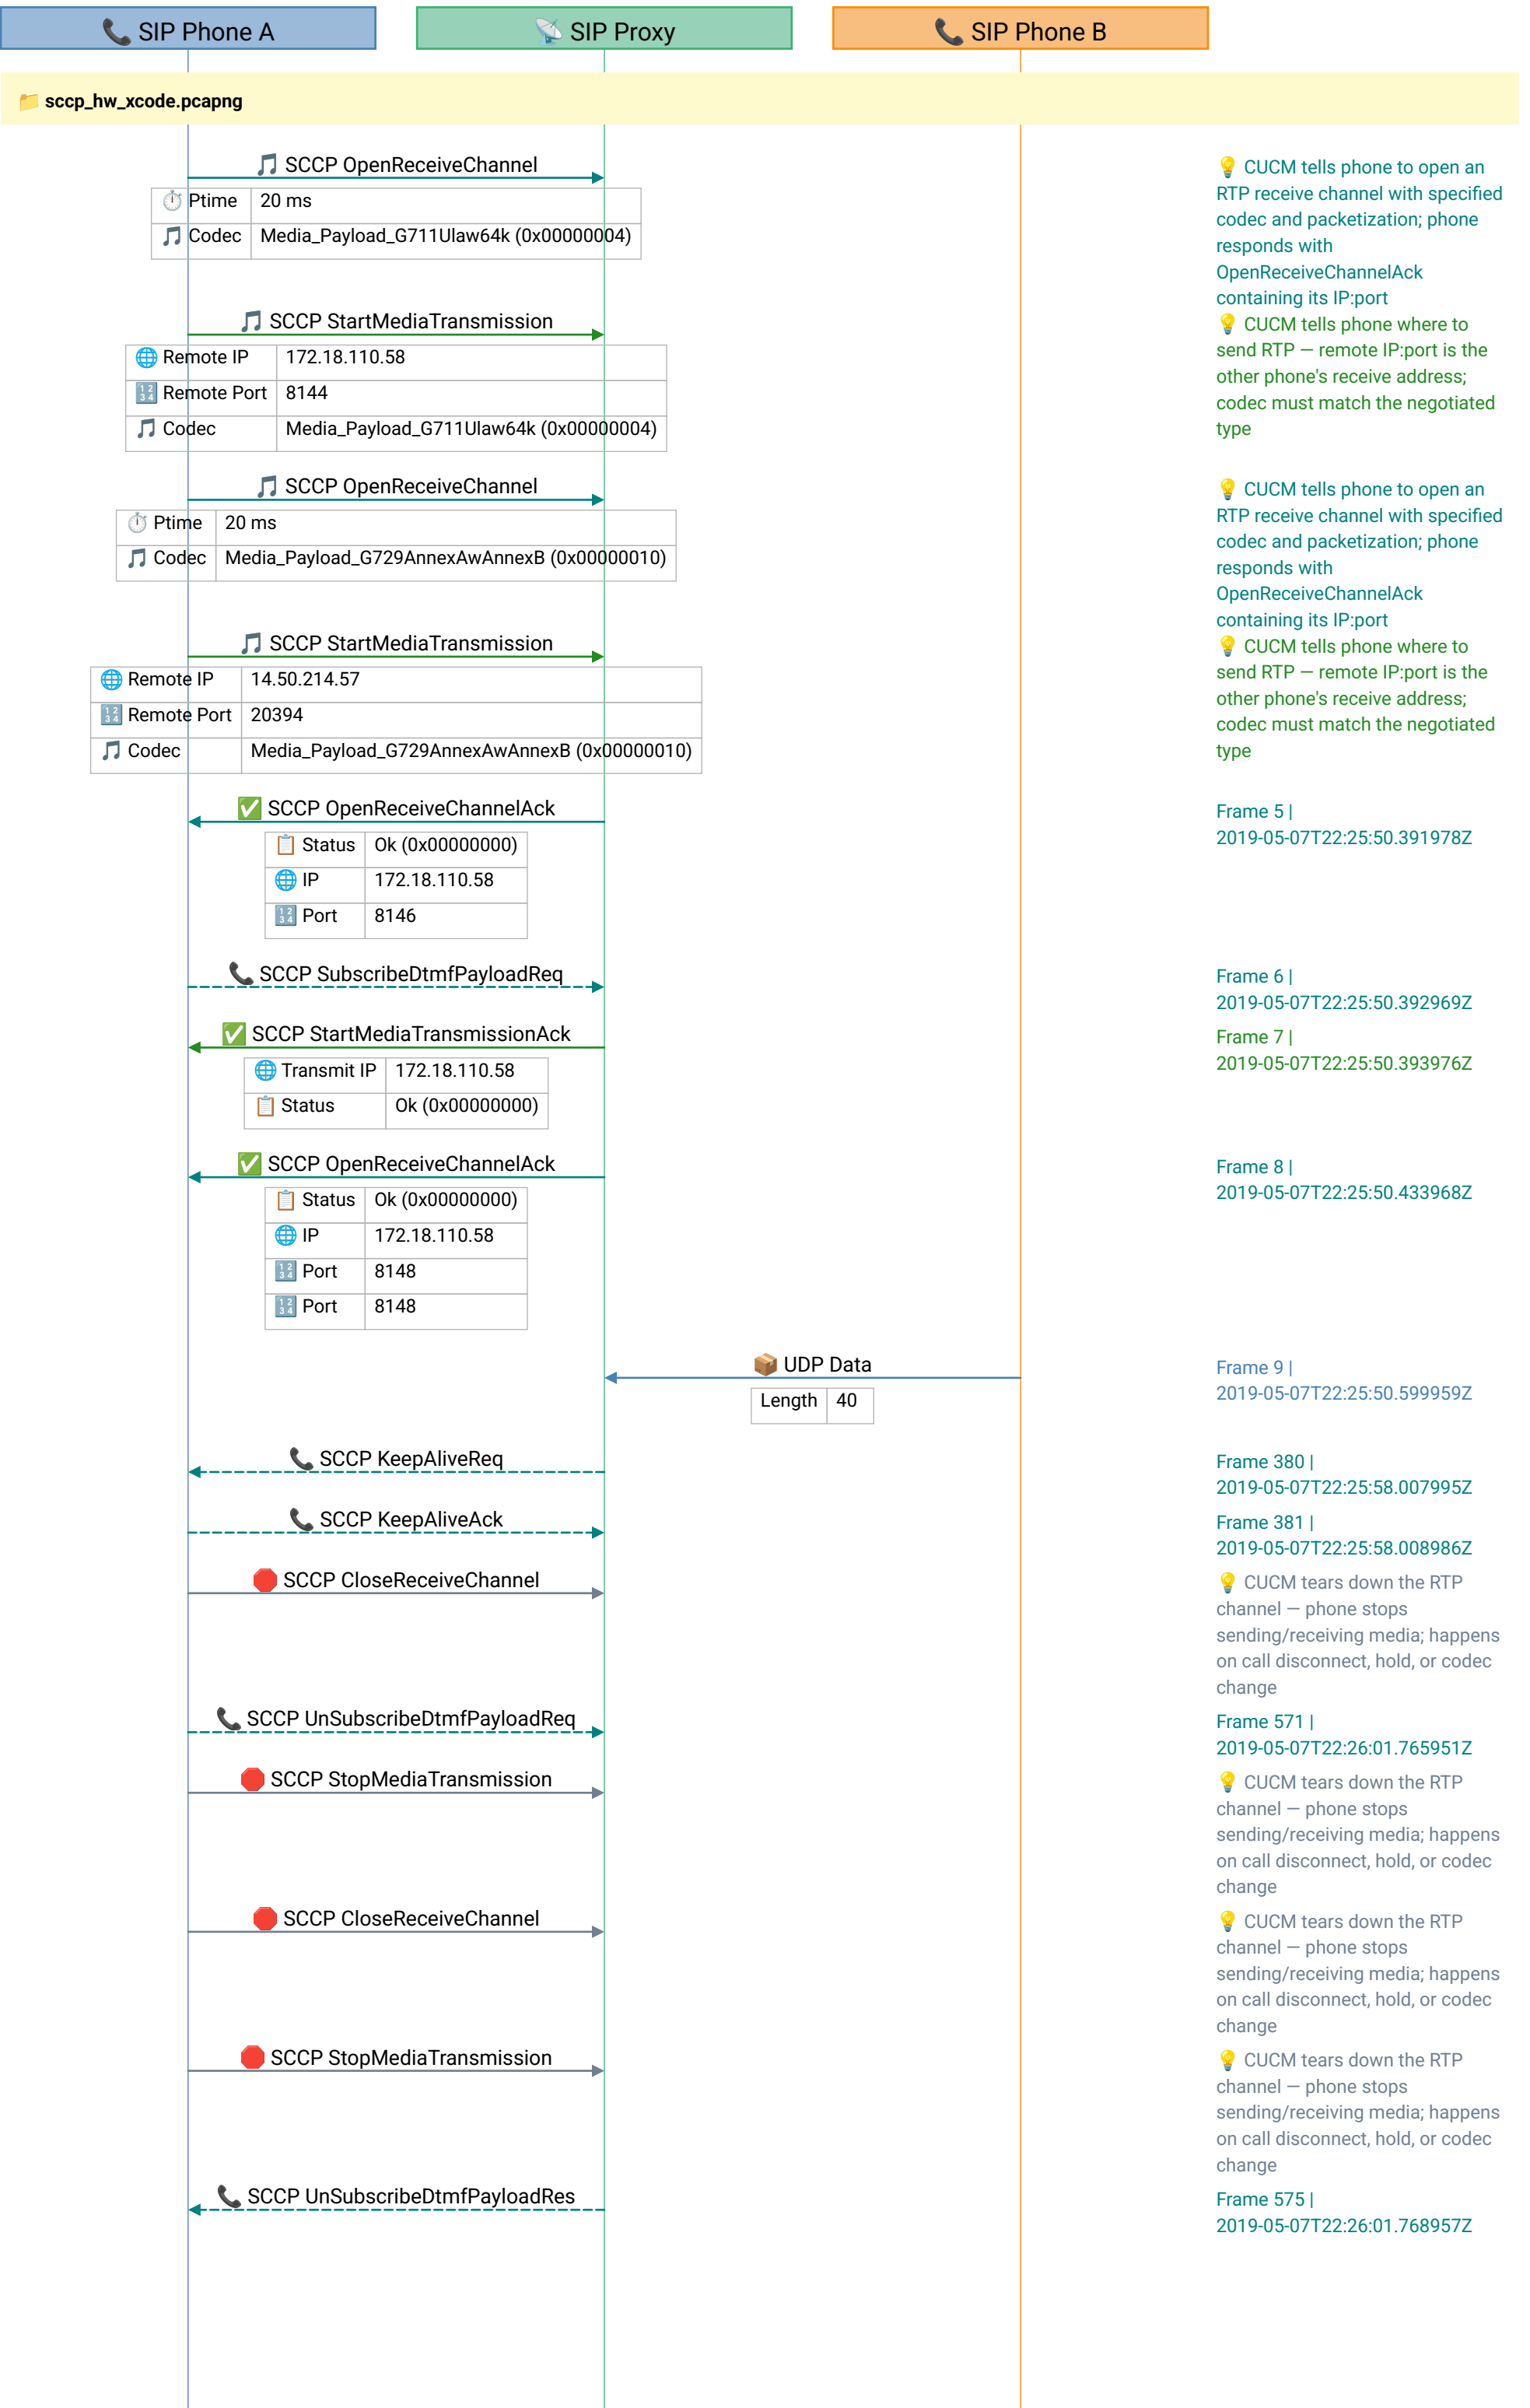 📞 SIP Phone A
📡 SIP Proxy
📞 SIP Phone B
📁 sccp_hw_xcode.pcapng
🎵 SCCP OpenReceiveChannel
⏱️ Ptime 20 ms
🎵 Codec Media_Payload_G711Ulaw64k (0x00000004)
💡 CUCM tells phone to open an
RTP receive channel with specified
codec and packetization; phone
responds with
OpenReceiveChannelAck
containing its IP:port
🎵 SCCP StartMediaTransmission
🌐 Remote IP 172.18.110.58
🔢 Remote Port 8144
🎵 Codec Media_Payload_G711Ulaw64k (0x00000004)
💡 CUCM tells phone where to
send RTP — remote IP:port is the
other phone's receive address;
codec must match the negotiated
type
🎵 SCCP OpenReceiveChannel
⏱️ Ptime 20 ms
🎵 Codec Media_Payload_G729AnnexAwAnnexB (0x00000010)
💡 CUCM tells phone to open an
RTP receive channel with specified
codec and packetization; phone
responds with
OpenReceiveChannelAck
containing its IP:port
🎵 SCCP StartMediaTransmission
🌐 Remote IP 14.50.214.57
🔢 Remote Port 20394
🎵 Codec Media_Payload_G729AnnexAwAnnexB (0x00000010)
💡 CUCM tells phone where to
send RTP — remote IP:port is the
other phone's receive address;
codec must match the negotiated
type
✅ SCCP OpenReceiveChannelAck
📋 Status Ok (0x00000000)
🌐 IP 172.18.110.58
🔢 Port 8146
Frame 5 |
2019-05-07T22:25:50.391978Z
📞 SCCP SubscribeDtmfPayloadReq
Frame 6 |
2019-05-07T22:25:50.392969Z
✅ SCCP StartMediaTransmissionAck
🌐 Transmit IP 172.18.110.58
📋 Status Ok (0x00000000)
Frame 7 |
2019-05-07T22:25:50.393976Z
✅ SCCP OpenReceiveChannelAck
📋 Status Ok (0x00000000)
🌐 IP 172.18.110.58
🔢 Port 8148
🔢 Port 8148
Frame 8 |
2019-05-07T22:25:50.433968Z
📦 UDP Data
Length 40
Frame 9 |
2019-05-07T22:25:50.599959Z
📞 SCCP KeepAliveReq
Frame 380 |
2019-05-07T22:25:58.007995Z
📞 SCCP KeepAliveAck
Frame 381 |
2019-05-07T22:25:58.008986Z
🛑 SCCP CloseReceiveChannel
💡 CUCM tears down the RTP
channel — phone stops
sending/receiving media; happens
on call disconnect, hold, or codec
change
📞 SCCP UnSubscribeDtmfPayloadReq
Frame 571 |
2019-05-07T22:26:01.765951Z
🛑 SCCP StopMediaTransmission
💡 CUCM tears down the RTP
channel — phone stops
sending/receiving media; happens
on call disconnect, hold, or codec
change
🛑 SCCP CloseReceiveChannel
💡 CUCM tears down the RTP
channel — phone stops
sending/receiving media; happens
on call disconnect, hold, or codec
change
🛑 SCCP StopMediaTransmission
💡 CUCM tears down the RTP
channel — phone stops
sending/receiving media; happens
on call disconnect, hold, or codec
change
📞 SCCP UnSubscribeDtmfPayloadRes
Frame 575 |
2019-05-07T22:26:01.768957Z